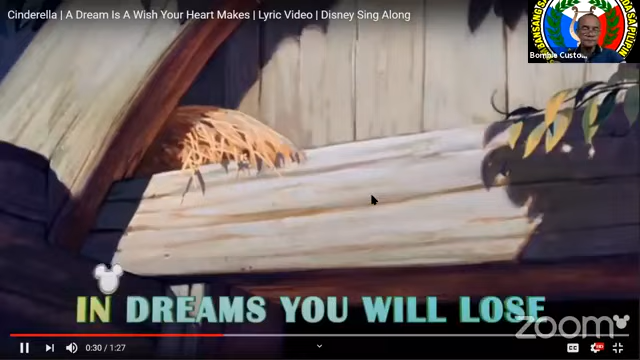 Cinderella | A Dream Is A Wish Your Heart Makes | Lyric Video | Disney Sing Along
IN DREAMS YOU WILL LOSE
zoom
0:30 / 1:27
CC